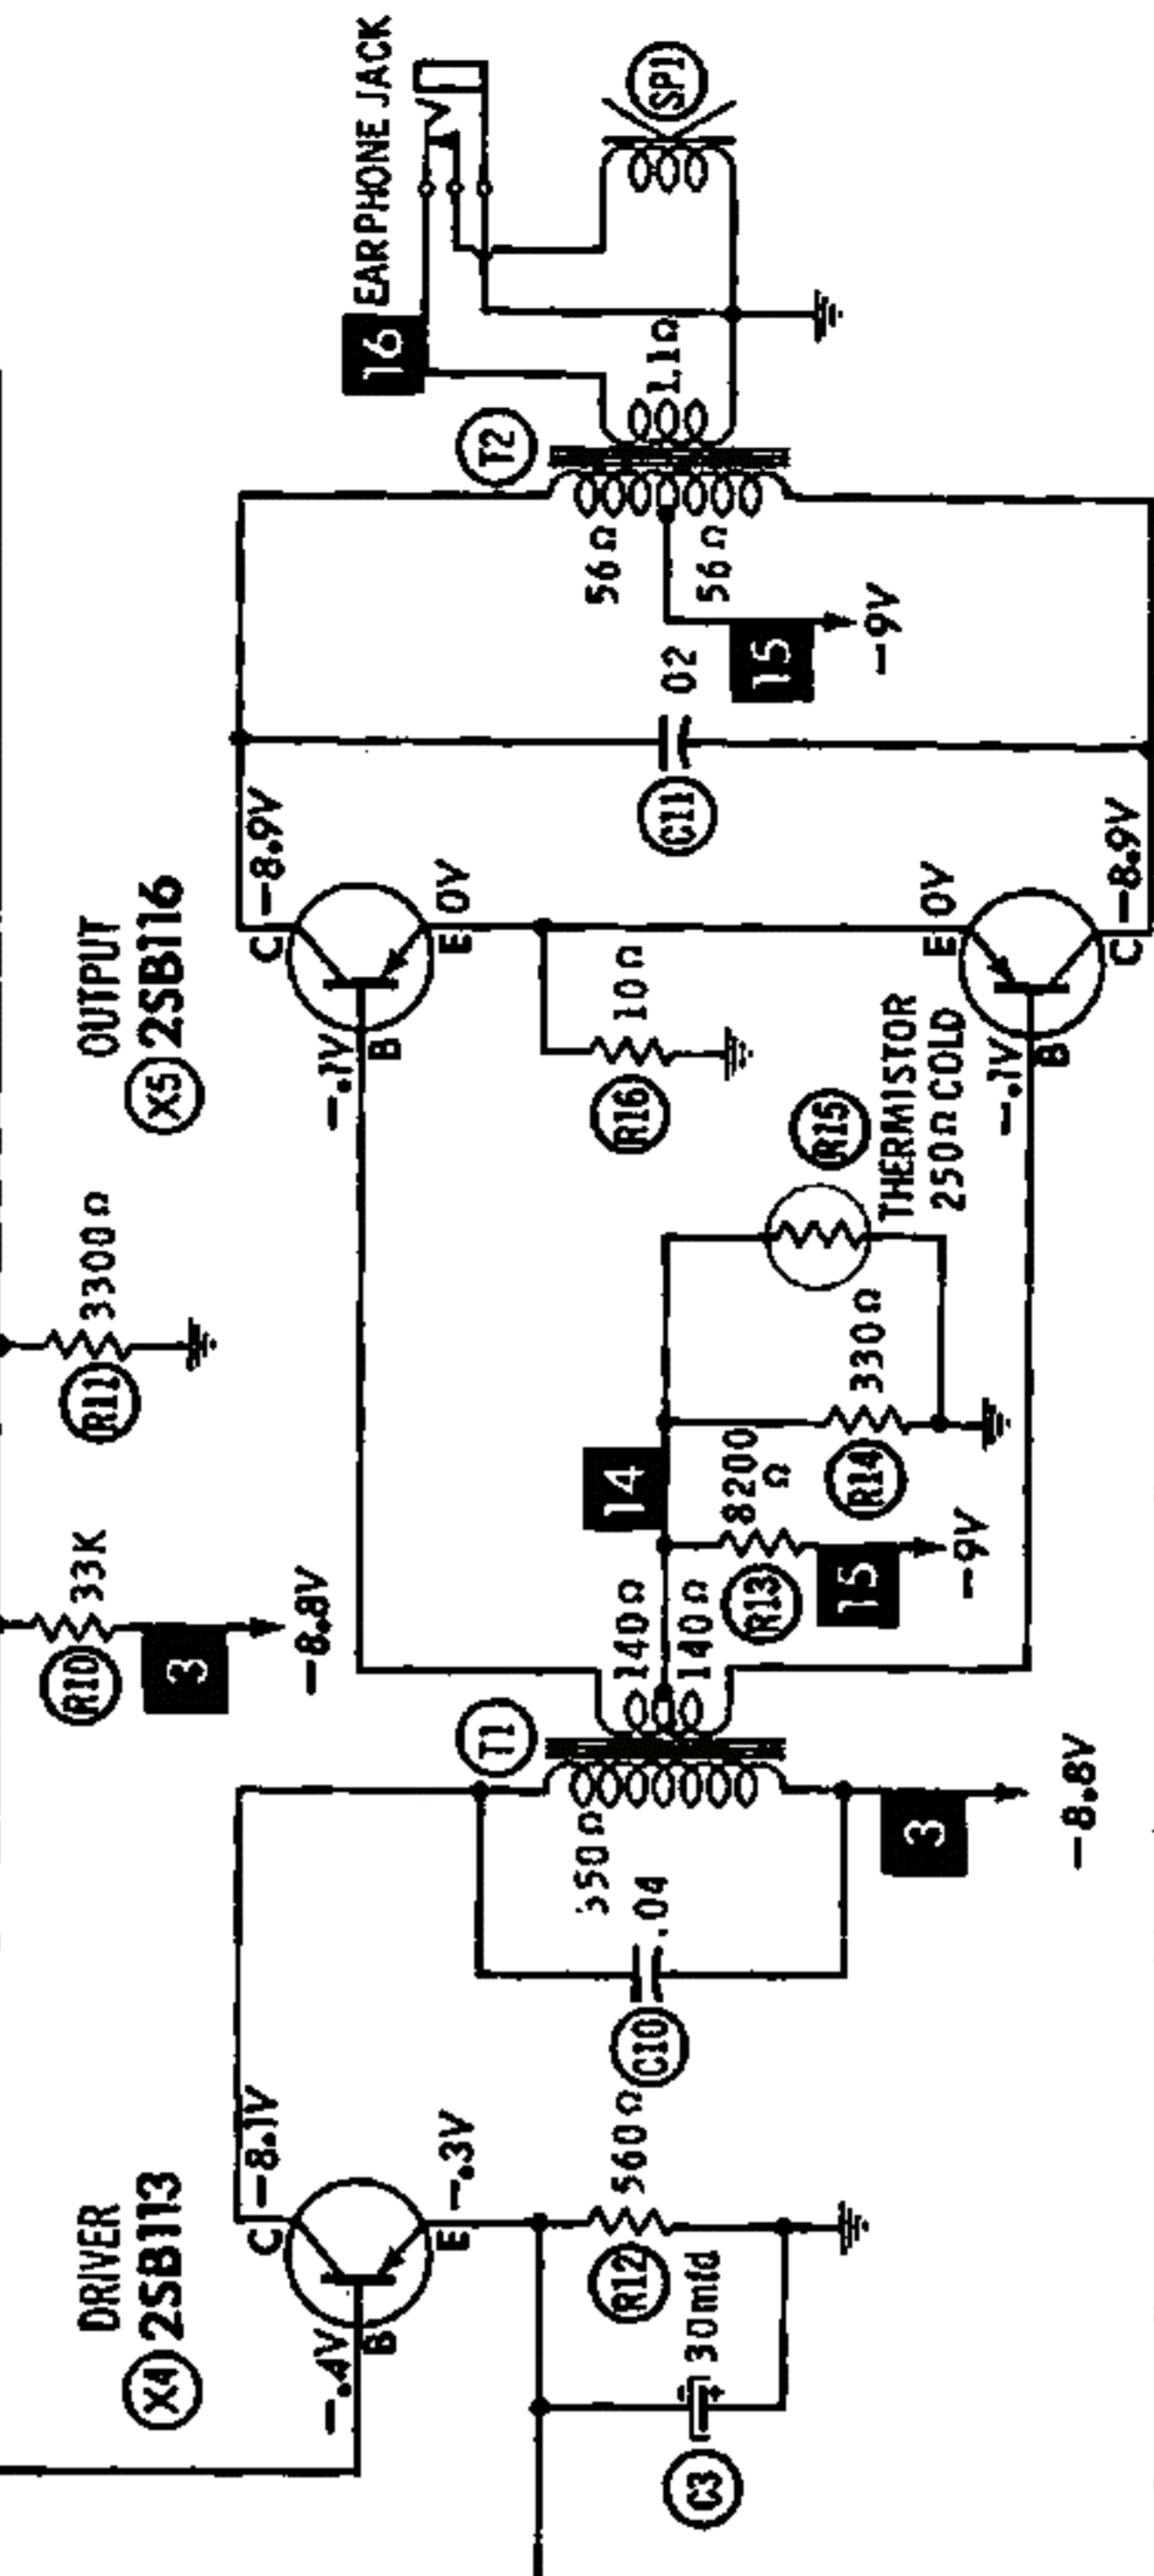 DRIVER
X4 2SB113
-.4V
B
C -8.1V
E -.3V
C3
30mfd
R12
560Ω
C10
.04
T1
3
-8.8V
R10
33K
3
-8.8V
R11
3300Ω
140Ω
140Ω
14
R13
8200
Ω
15
-9V
R14
330Ω
R15
THERMISTOR
250Ω COLD
OUTPUT
X5 2SB116
-.1V
B
C -8.9V
E 0V
R16
10Ω
E 0V
-.1V
B
C -8.9V
C11
02
15
-9V
56Ω
56Ω
T2
1.1Ω
16
EARPHONE JACK
SP1